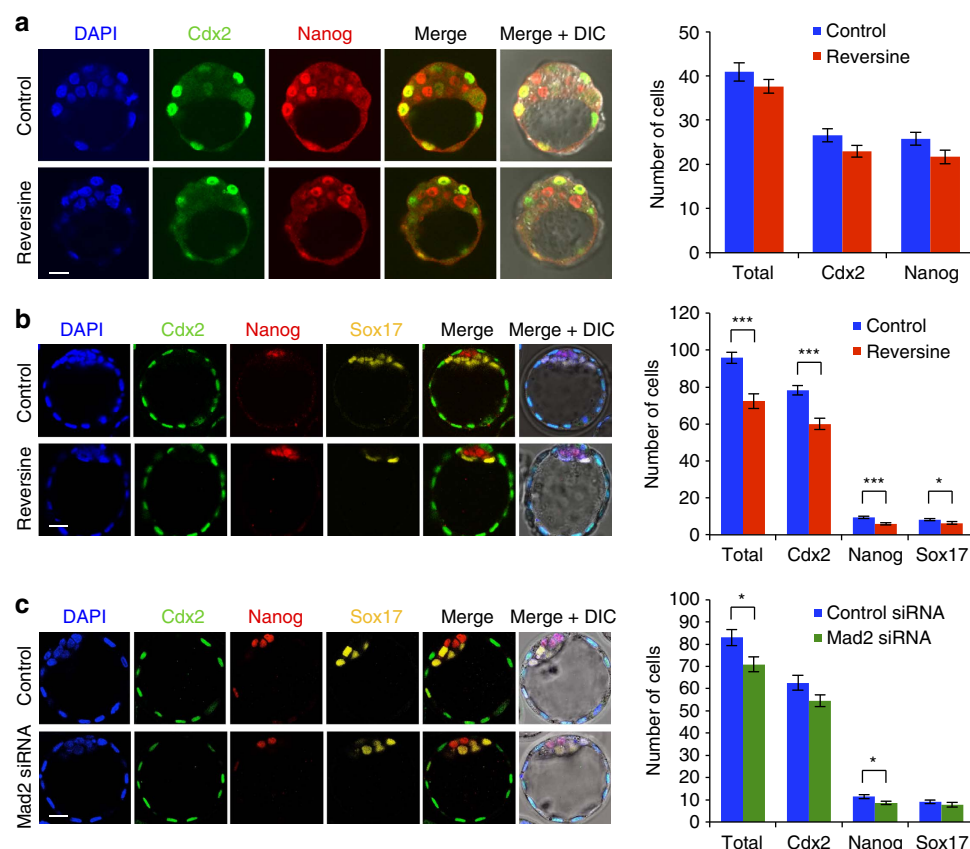 a
DAPI Cdx2 Nanog Merge Merge + DIC
Control
Reversine
Number of cells
50
40
30
20
10
0
Control
Reversine
Total Cdx2 Nanog
b
DAPI Cdx2 Nanog Sox17 Merge Merge + DIC
Control
Reversine
Number of cells
120
100
80
60
40
20
0
Control
Reversine
***
***
***
*
Total Cdx2 Nanog Sox17
c
DAPI Cdx2 Nanog Sox17 Merge Merge + DIC
Control
Mad2 siRNA
Number of cells
100
90
80
70
60
50
40
30
20
10
0
Control siRNA
Mad2 siRNA
*
*
Total Cdx2 Nanog Sox17